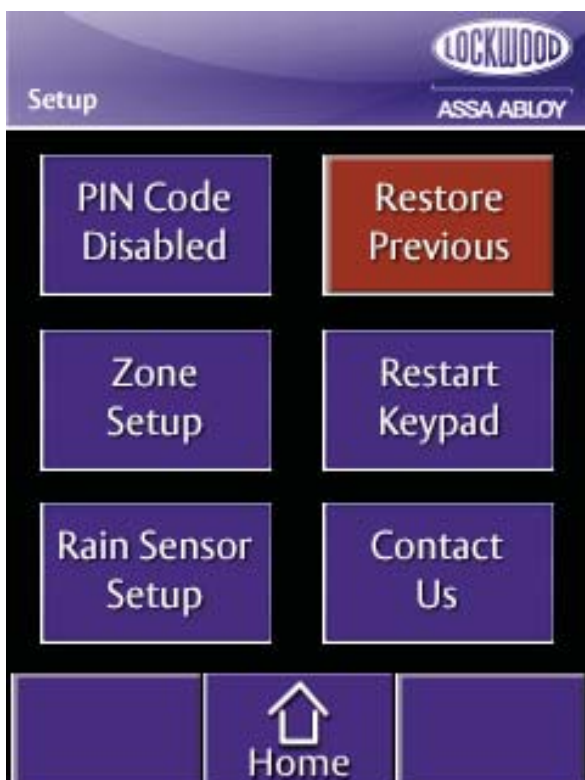 LOCKWOOD
Setup
ASSA ABLOY
PIN Code
Disabled
Restore
Previous
Zone
Setup
Restart
Keypad
Rain Sensor
Setup
Contact
Us
Home